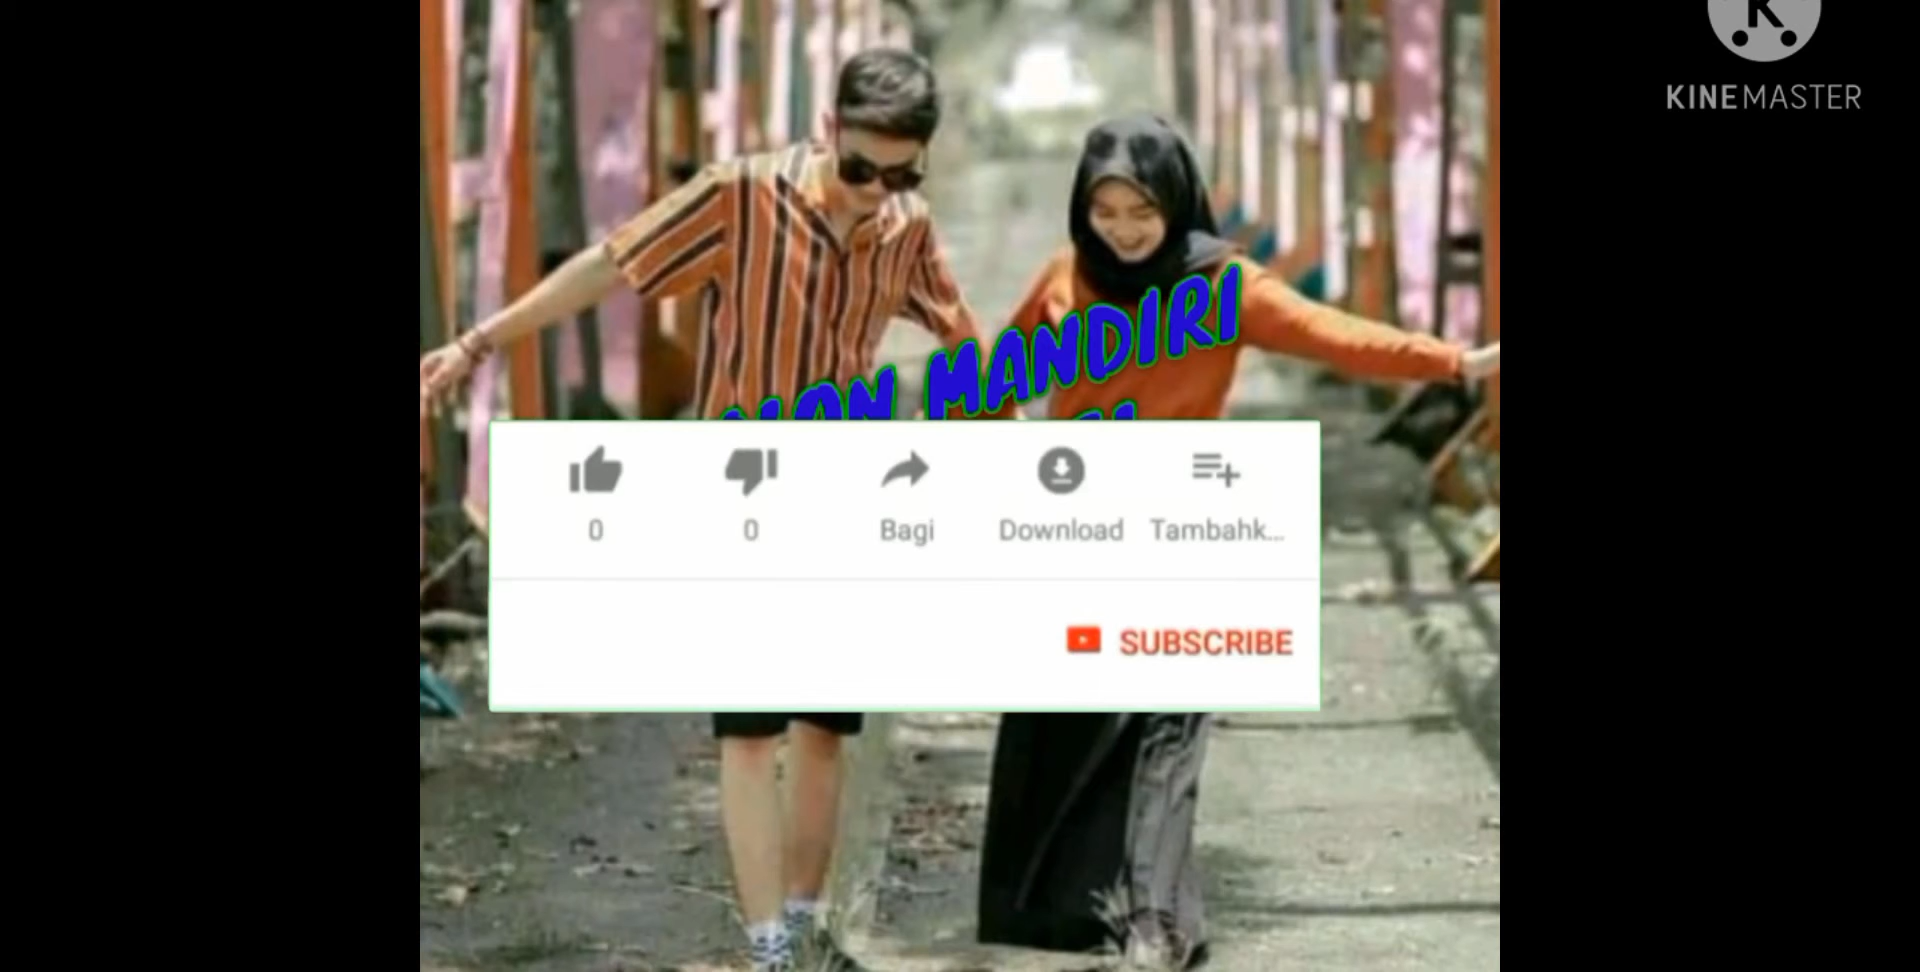 KINEMASTER
MANDIRI
0 0 Bagi Download Tambahk...
SUBSCRIBE